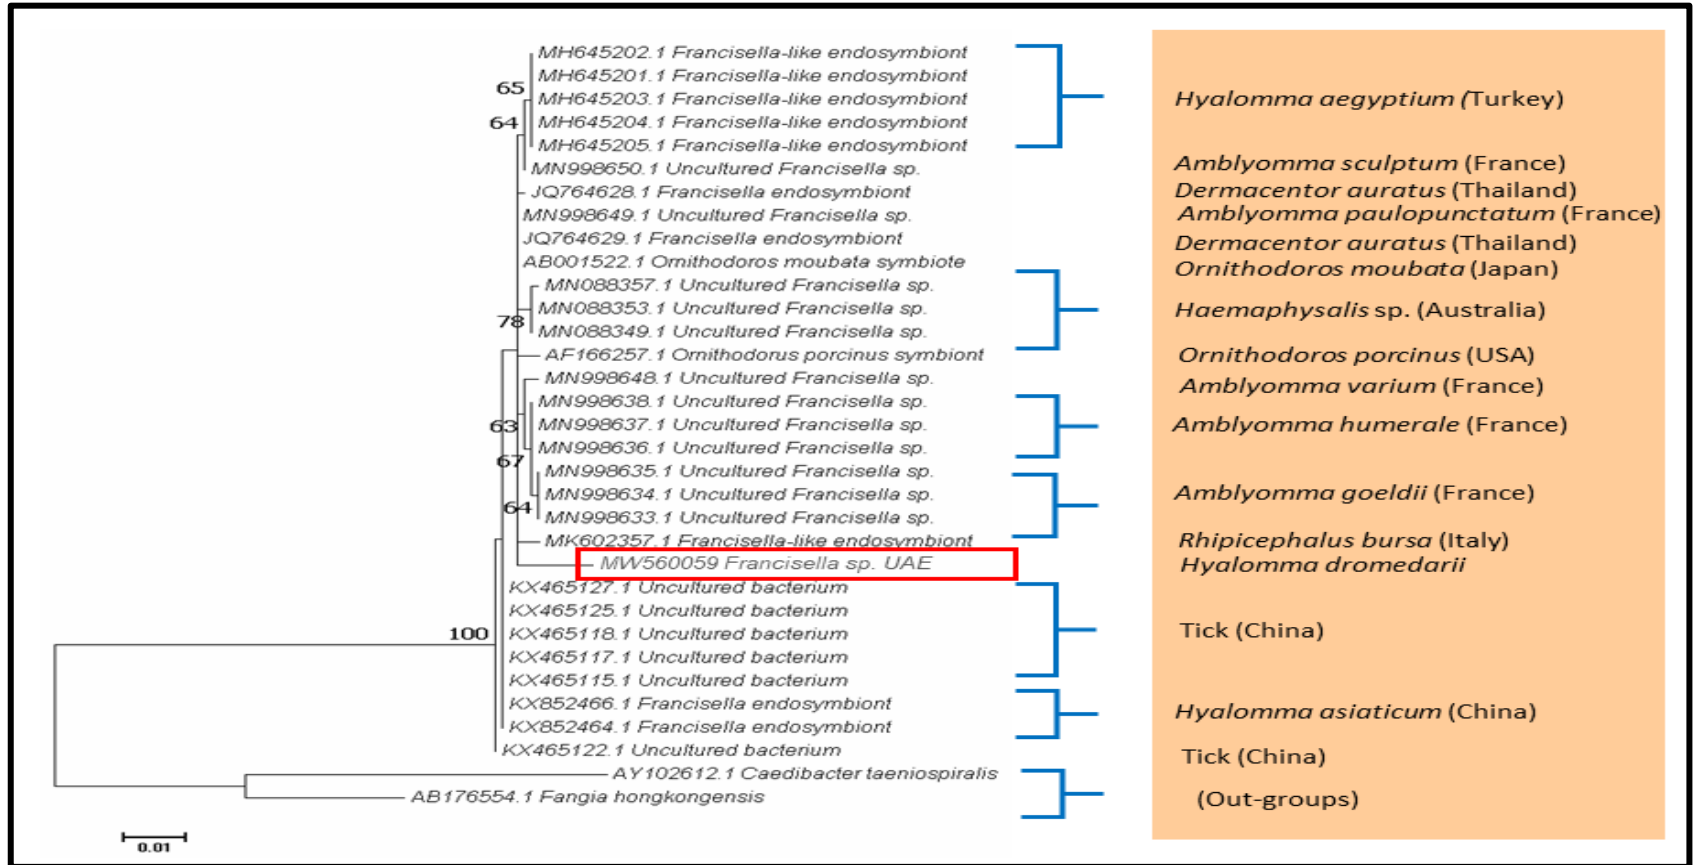 MH645202.1 Francisella-like endosymbiont
MH645201.1 Francisella-like endosymbiont
MH645203.1 Francisella-like endosymbiont
MH645204.1 Francisella-like endosymbiont
MH645205.1 Francisella-like endosymbiont
MN998650.1 Uncultured Francisella sp.
JQ764628.1 Francisella endosymbiont
MN998649.1 Uncultured Francisella sp.
JQ764629.1 Francisella endosymbiont
AB001522.1 Ornithodoros moubata symbiote
MN088357.1 Uncultured Francisella sp.
MN088353.1 Uncultured Francisella sp.
MN088349.1 Uncultured Francisella sp.
AF166257.1 Ornithodorus porcinus symbiont
MN998648.1 Uncultured Francisella sp.
MN998638.1 Uncultured Francisella sp.
MN998637.1 Uncultured Francisella sp.
MN998636.1 Uncultured Francisella sp.
MN998635.1 Uncultured Francisella sp.
MN998634.1 Uncultured Francisella sp.
MN998633.1 Uncultured Francisella sp.
MK602357.1 Francisella-like endosymbiont
MW560059 Francisella sp. UAE
KX465127.1 Uncultured bacterium
KX465125.1 Uncultured bacterium
KX465118.1 Uncultured bacterium
KX465117.1 Uncultured bacterium
KX465115.1 Uncultured bacterium
KX852466.1 Francisella endosymbiont
KX852464.1 Francisella endosymbiont
KX465122.1 Uncultured bacterium
AY102612.1 Caedibacter taeniospiralis
AB176554.1 Fangia hongkongensis
65
64
78
63
67
64
100
0.01
Hyalomma aegyptium (Turkey)
Amblyomma sculptum (France)
Dermacentor auratus (Thailand)
Amblyomma paulopunctatum (France)
Dermacentor auratus (Thailand)
Ornithodoros moubata (Japan)
Haemaphysalis sp. (Australia)
Ornithodoros porcinus (USA)
Amblyomma varium (France)
Amblyomma humerale (France)
Amblyomma goeldii (France)
Rhipicephalus bursa (Italy)
Hyalomma dromedarii
Tick (China)
Hyalomma asiaticum (China)
Tick (China)
(Out-groups)